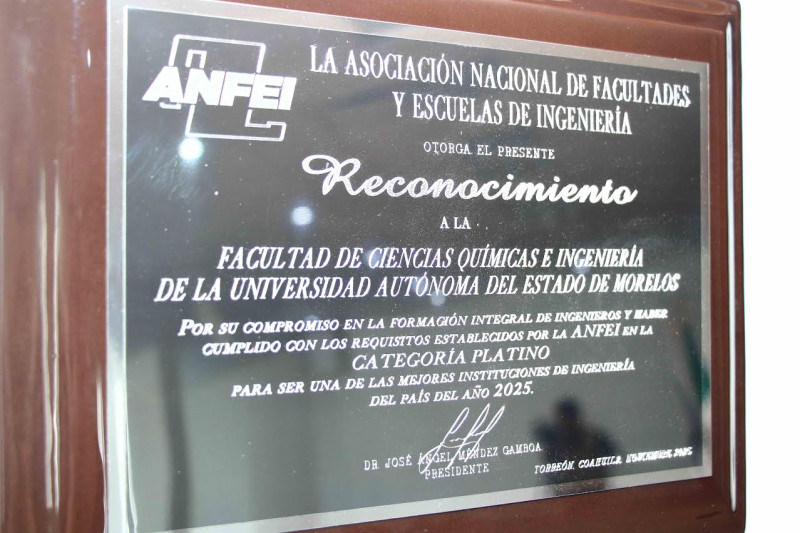 ANFEI
LA ASOCIACIÓN NACIONAL DE FACULTADES
Y ESCUELAS DE INGENIERÍA
OTORGA EL PRESENTE
Reconocimiento
A LA
FACULTAD DE CIENCIAS QUÍMICAS E INGENIERÍA
DE LA UNIVERSIDAD AUTÓNOMA DEL ESTADO DE MORELOS
POR SU COMPROMISO EN LA FORMACIÓN INTEGRAL DE INGENIEROS Y HABER
CUMPLIDO CON LOS REQUISITOS ESTABLECIDOS POR LA ANFEI EN LA
CATEGORÍA PLATINO
PARA SER UNA DE LAS MEJORES INSTITUCIONES DE INGENIERÍA
DEL PAÍS DEL AÑO 2025.
DR. JOSÉ ÁNGEL MÉNDEZ GAMBOA
PRESIDENTE
TORREÓN, COAHUILA, NOVIEMBRE 2025